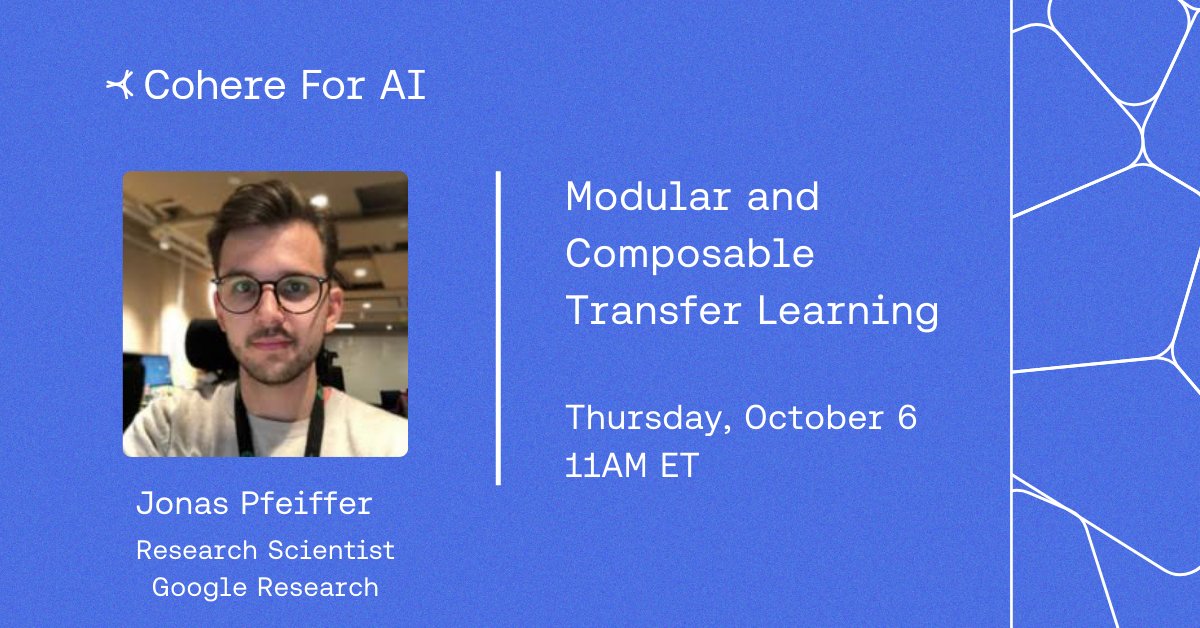 Cohere For AI
Modular and
Composable
Transfer Learning
Thursday, October 6
11AM ET
Jonas Pfeiffer
Research Scientist
Google Research